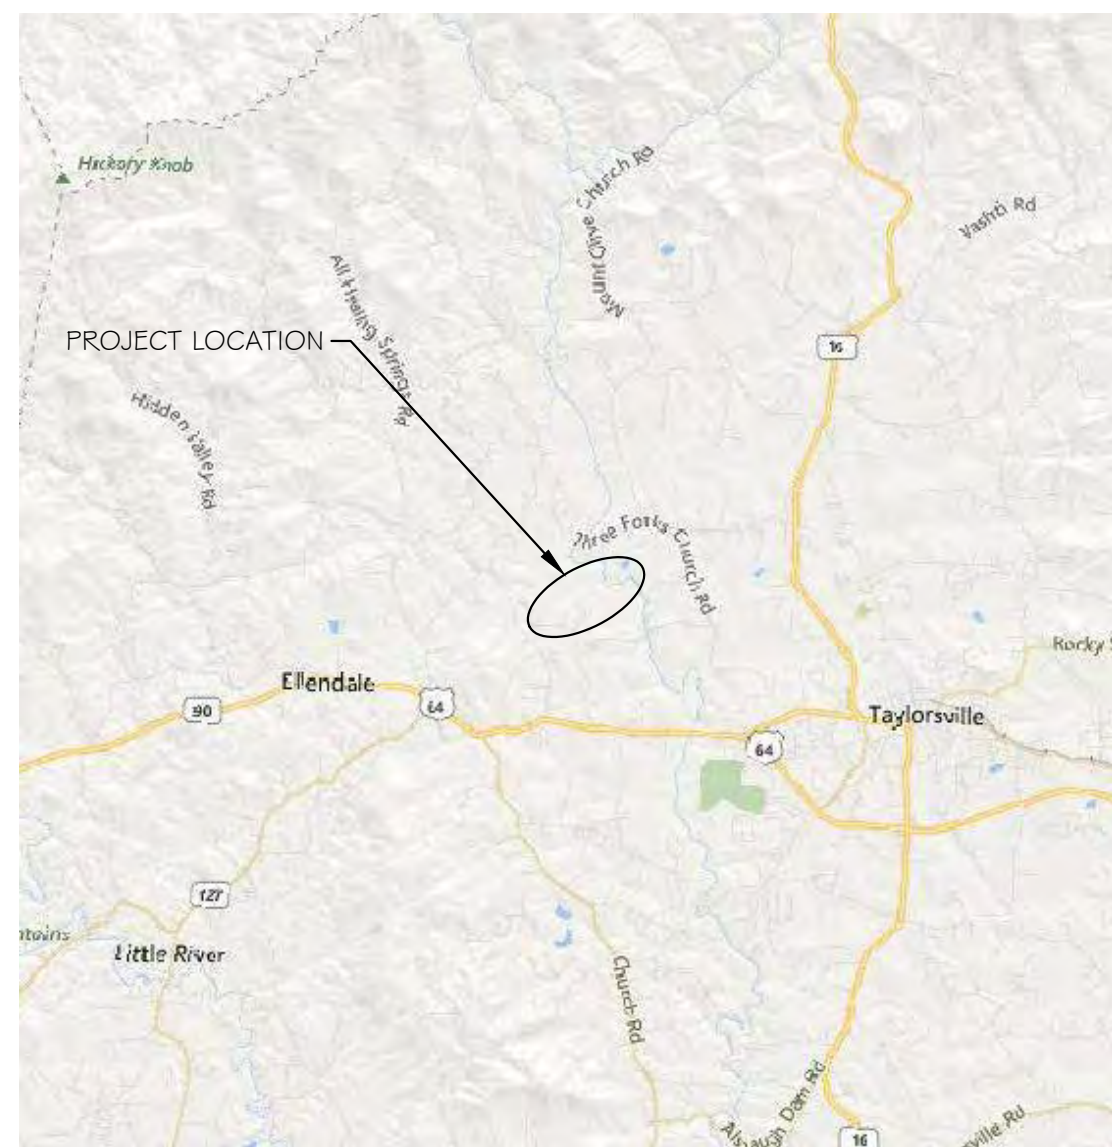 Hickory Knob
Mount Olive Church Rd
Vashti Rd
All Healing Springs Rd
PROJECT LOCATION
16
Hidden Valley Rd
Three Forks Church Rd
Rocky
Ellendale
90
64
Taylorsville
64
127
Little River
Church Rd
Dam Rd
16